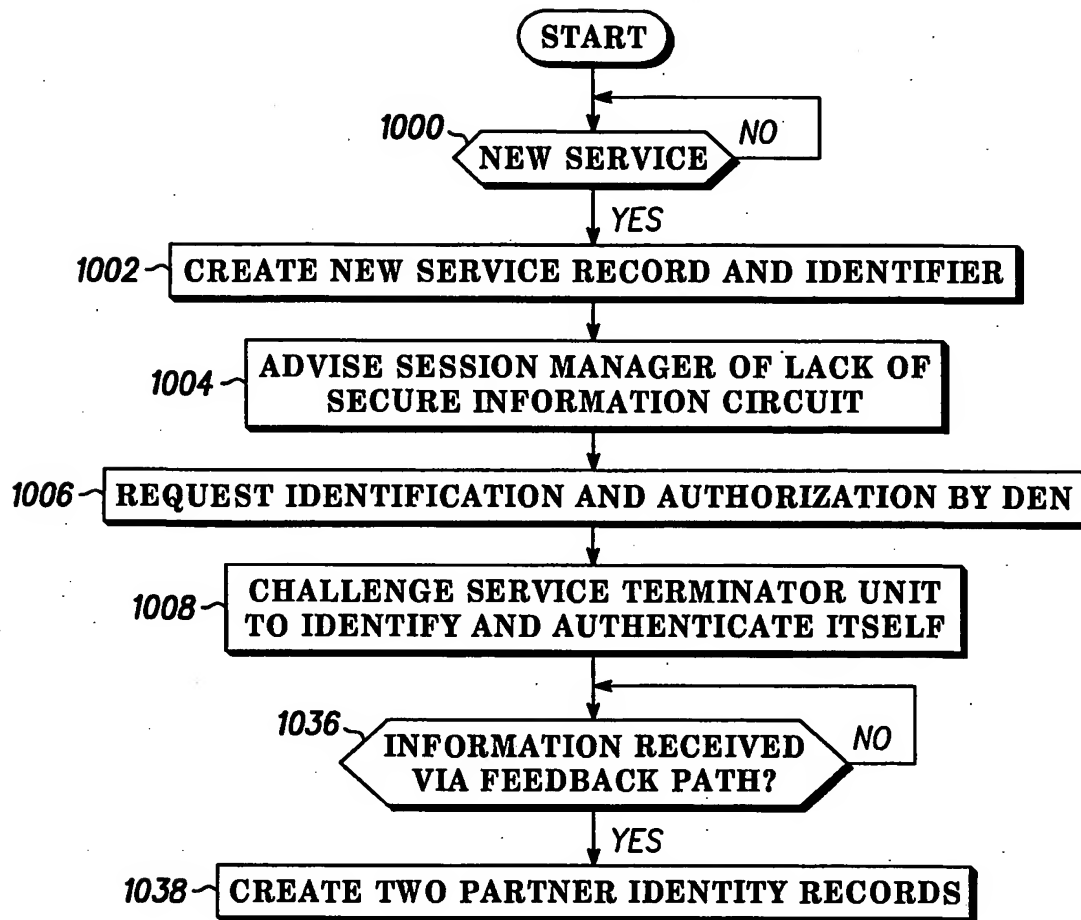 START
1000
NEW SERVICE
NO
YES
1002
CREATE NEW SERVICE RECORD AND IDENTIFIER
1004
ADVISE SESSION MANAGER OF LACK OF
SECURE INFORMATION CIRCUIT
1006
REQUEST IDENTIFICATION AND AUTHORIZATION BY DEN
1008
CHALLENGE SERVICE TERMINATOR UNIT
TO IDENTIFY AND AUTHENTICATE ITSELF
1036
INFORMATION RECEIVED
VIA FEEDBACK PATH?
NO
YES
1038
CREATE TWO PARTNER IDENTITY RECORDS